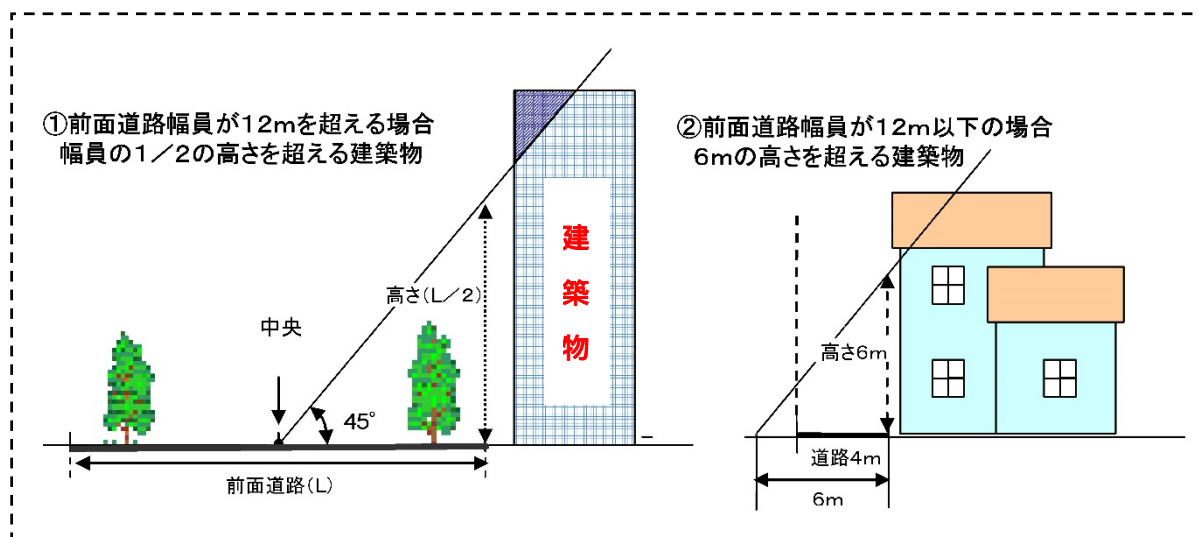 ①前面道路幅員が12mを超える場合
幅員の1/2の高さを超える建築物
建築物
高さ(L/2)
中央
45°
前面道路(L)
②前面道路幅員が12m以下の場合
6mの高さを超える建築物
高さ6m
道路4m
6m